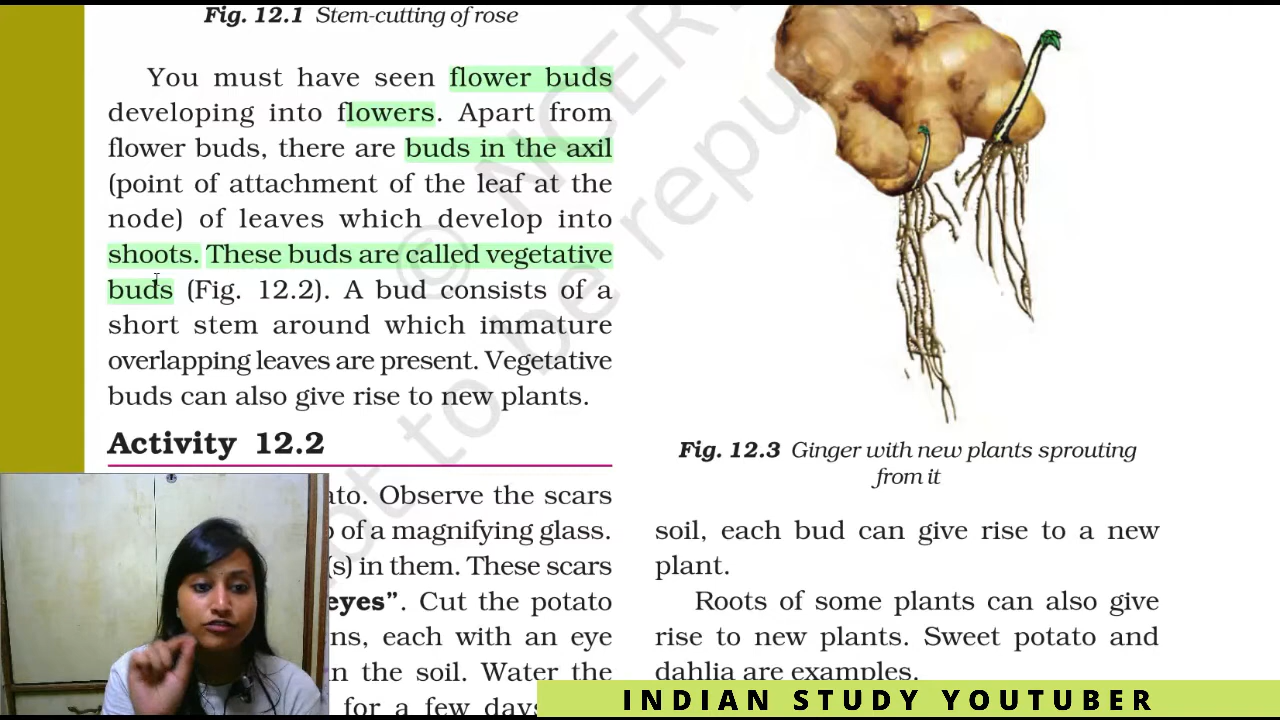 Fig. 12.1 Stem-cutting of rose
You must have seen flower buds
developing into flowers. Apart from
flower buds, there are buds in the axil
(point of attachment of the leaf at the
node) of leaves which develop into
shoots. These buds are called vegetative
buds (Fig. 12.2). A bud consists of a
short stem around which immature
overlapping leaves are present. Vegetative
buds can also give rise to new plants.
Activity 12.2
ato. Observe the scars
of a magnifying glass.
(s) in them. These scars
eyes”. Cut the potato
ns, each with an eye
n the soil. Water the
for a few days
Fig. 12.3 Ginger with new plants sprouting
from it
soil, each bud can give rise to a new
plant.
Roots of some plants can also give
rise to new plants. Sweet potato and
dahlia are examples.
© NCER
not to be republ
INDIAN STUDY YOUTUBER